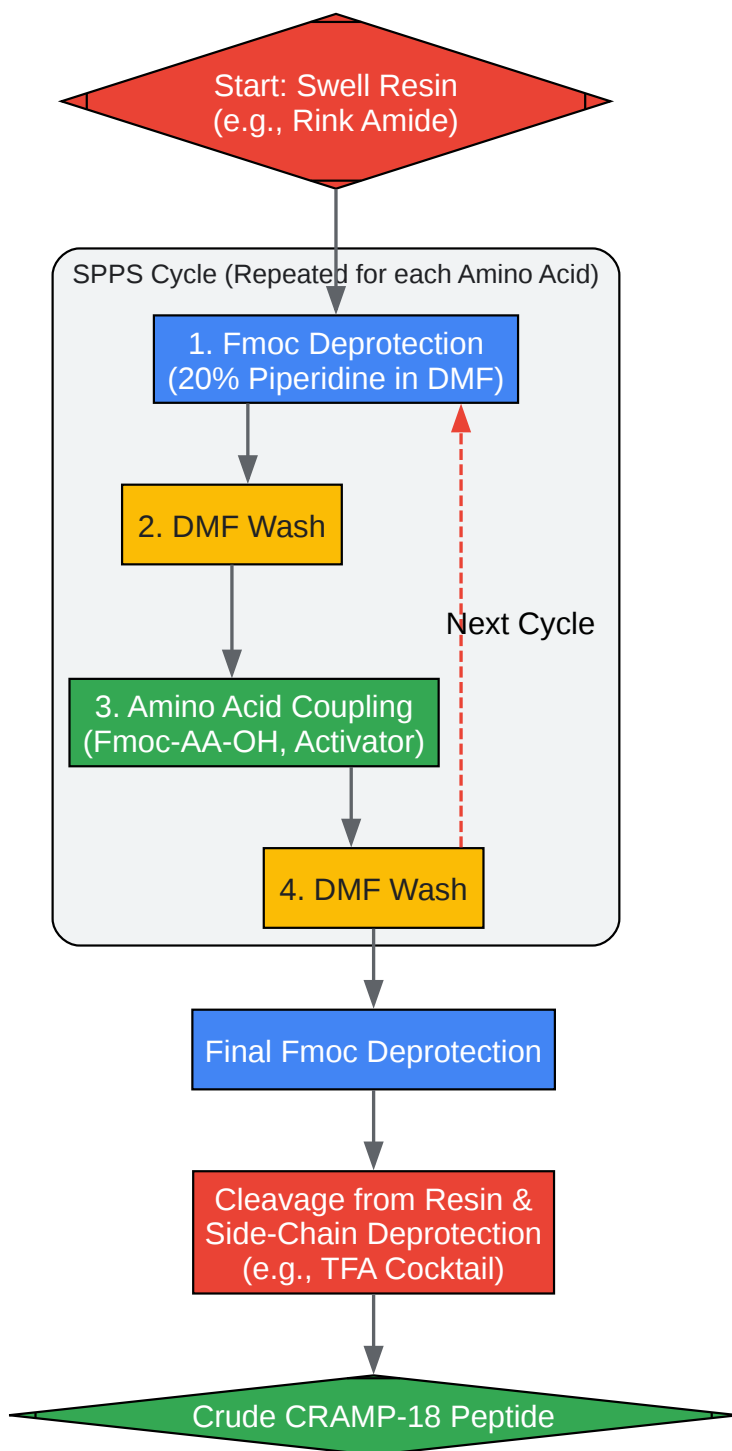 Start: Swell Resin
(e.g., Rink Amide)
SPPS Cycle (Repeated for each Amino Acid)
1. Fmoc Deprotection
(20% Piperidine in DMF)
2. DMF Wash
Next Cycle
3. Amino Acid Coupling
(Fmoc-AA-OH, Activator)
4. DMF Wash
Final Fmoc Deprotection
Cleavage from Resin &
Side-Chain Deprotection
(e.g., TFA Cocktail)
Crude CRAMP-18 Peptide